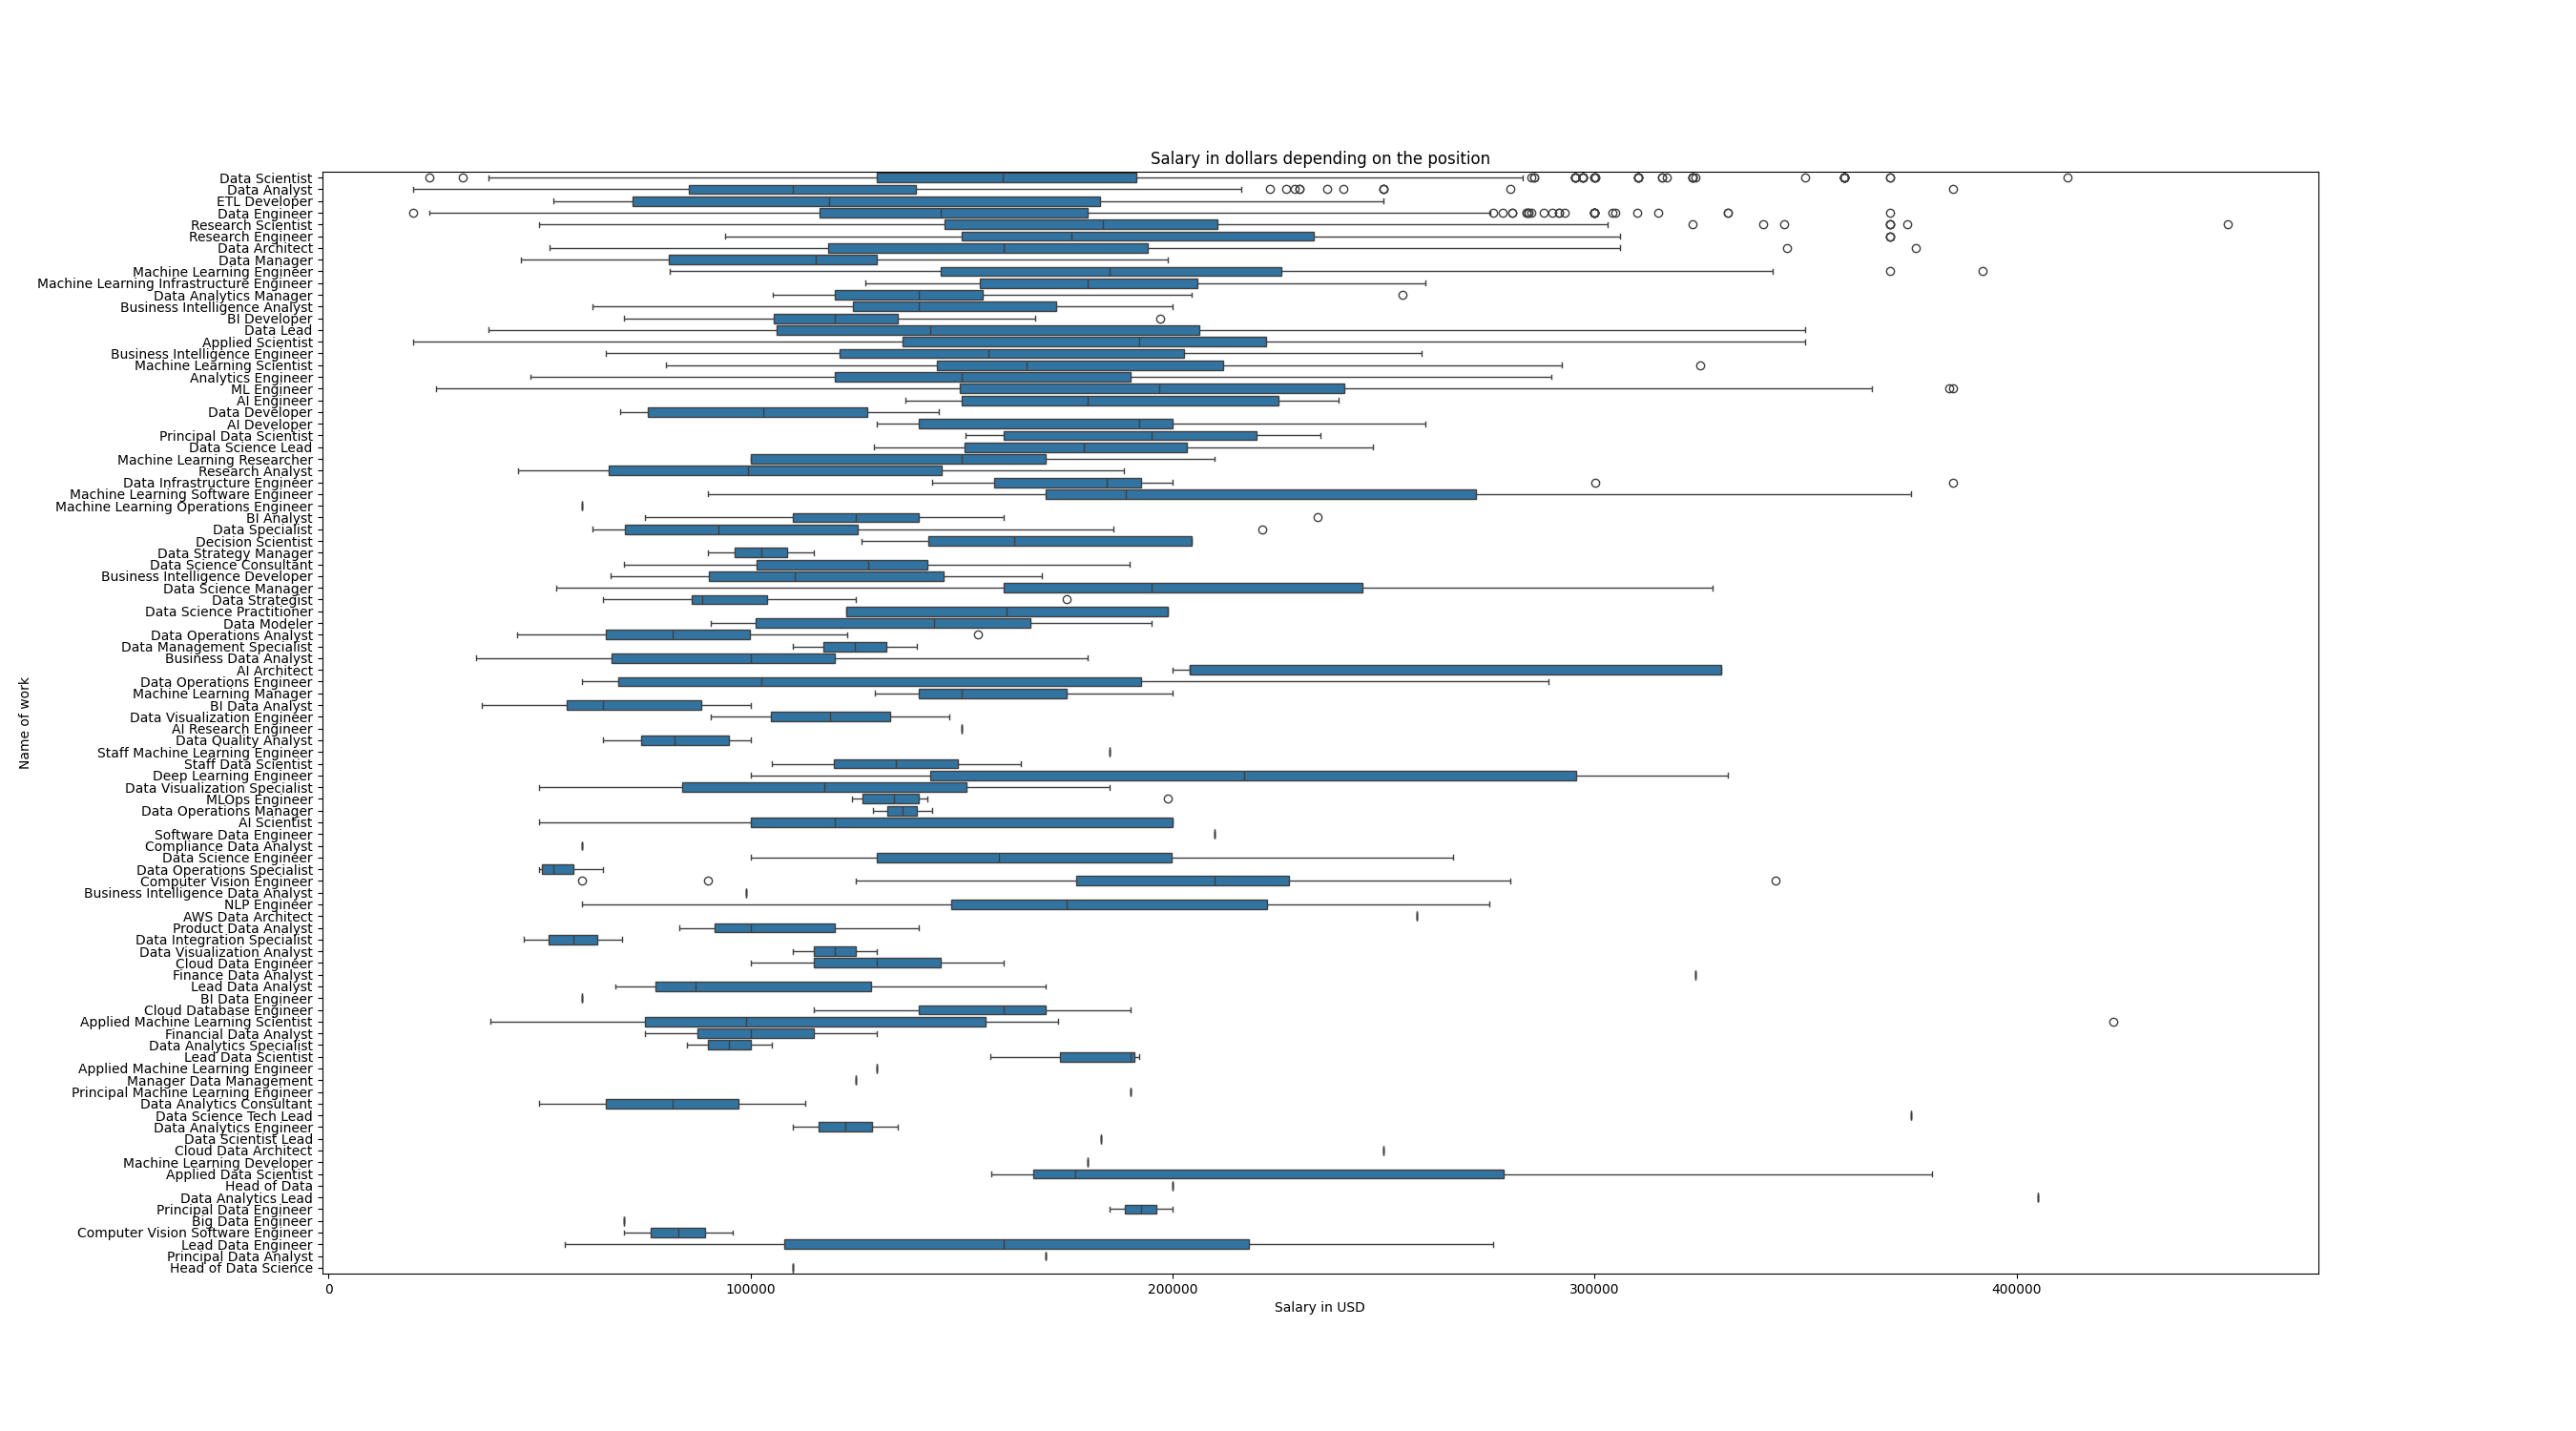 Salary in dollars depending on the position
Data Scientist
Data Analyst
ETL Developer
Data Engineer
Research Scientist
Research Engineer
Data Architect
Data Manager
Machine Learning Engineer
Machine Learning Infrastructure Engineer
Data Analytics Manager
Business Intelligence Analyst
BI Developer
Data Lead
Applied Scientist
Business Intelligence Engineer
Machine Learning Scientist
Analytics Engineer
ML Engineer
AI Engineer
Data Developer
AI Developer
Principal Data Scientist
Data Science Lead
Machine Learning Researcher
Research Analyst
Data Infrastructure Engineer
Machine Learning Software Engineer
Machine Learning Operations Engineer
BI Analyst
Data Specialist
Decision Scientist
Data Strategy Manager
Data Science Consultant
Business Intelligence Developer
Data Science Manager
Data Strategist
Data Science Practitioner
Data Modeler
Data Operations Analyst
Data Management Specialist
Business Data Analyst
AI Architect
Data Operations Engineer
Machine Learning Manager
BI Data Analyst
Data Visualization Engineer
AI Research Engineer
Data Quality Analyst
Staff Machine Learning Engineer
Staff Data Scientist
Deep Learning Engineer
Data Visualization Specialist
MLOps Engineer
Data Operations Manager
AI Scientist
Software Data Engineer
Compliance Data Analyst
Data Science Engineer
Data Operations Specialist
Computer Vision Engineer
Business Intelligence Data Analyst
NLP Engineer
AWS Data Architect
Product Data Analyst
Data Integration Specialist
Data Visualization Analyst
Cloud Data Engineer
Finance Data Analyst
Lead Data Analyst
BI Data Engineer
Cloud Database Engineer
Applied Machine Learning Scientist
Financial Data Analyst
Data Analytics Specialist
Lead Data Scientist
Applied Machine Learning Engineer
Manager Data Management
Principal Machine Learning Engineer
Data Analytics Consultant
Data Science Tech Lead
Data Analytics Engineer
Data Scientist Lead
Cloud Data Architect
Machine Learning Developer
Applied Data Scientist
Head of Data
Data Analytics Lead
Principal Data Engineer
Big Data Engineer
Computer Vision Software Engineer
Lead Data Engineer
Principal Data Analyst
Head of Data Science
Name of work
0 100000 200000 300000 400000
Salary in USD